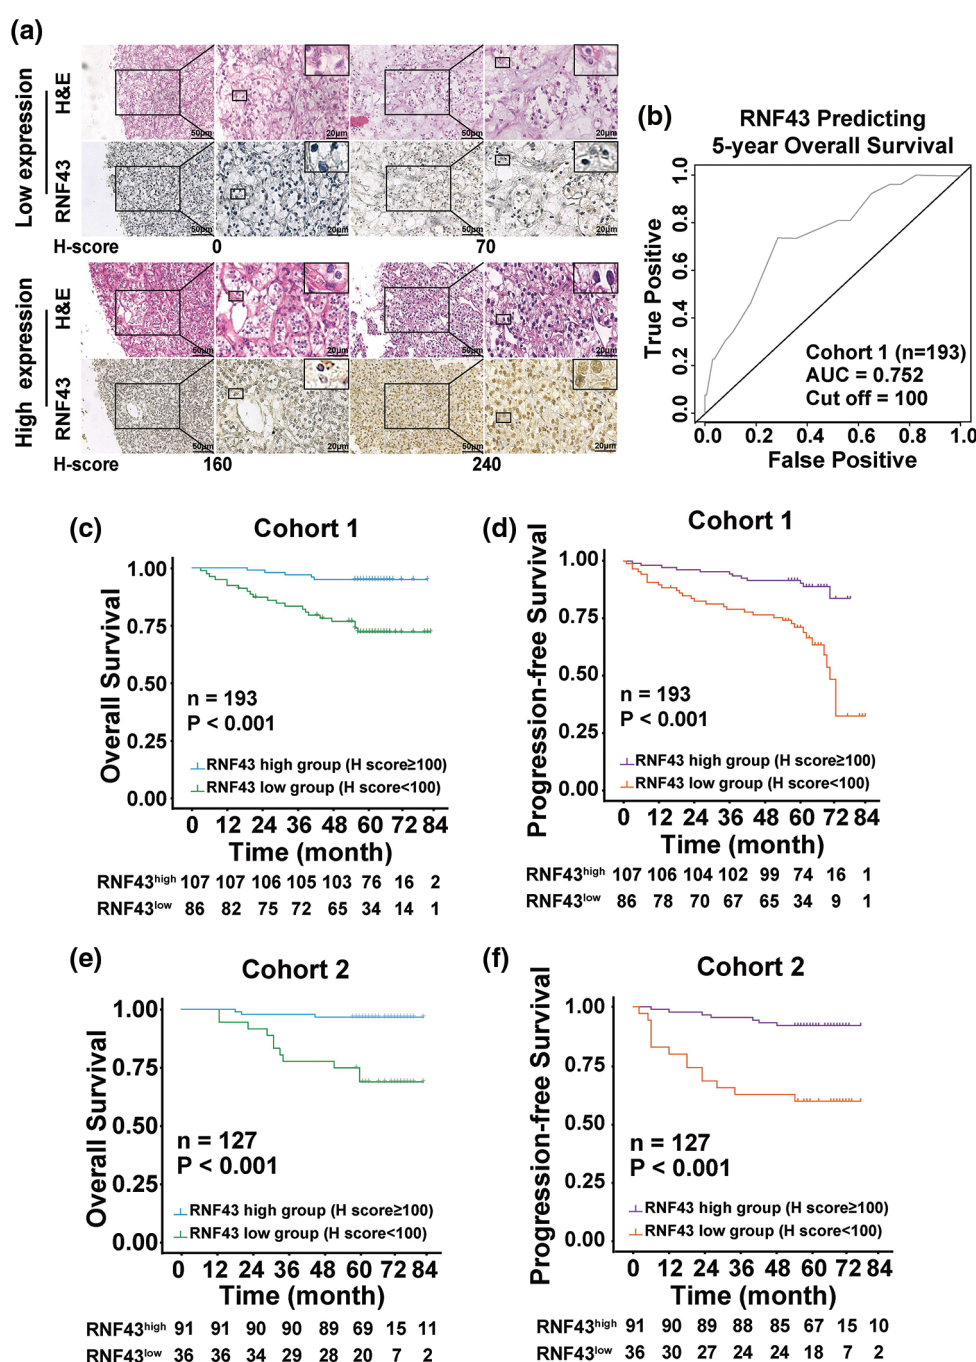 (a)
Low expression
H&E
RNF43
50μm
20μm
50μm
20μm
50μm
20μm
50μm
20μm
H-score
0
70
High expression
H&E
RNF43
50μm
20μm
50μm
20μm
50μm
20μm
50μm
20μm
H-score
160
240
(b)
RNF43 Predicting
5-year Overall Survival
True Positive
1.0
0.8
0.6
0.4
0.2
0.0
Cohort 1 (n=193)
AUC = 0.752
Cut off = 100
0.0 0.2 0.4 0.6 0.8 1.0
False Positive
(c)
Cohort 1
Overall Survival
1.00
0.75
0.50
0.25
0.00
n = 193
P < 0.001
RNF43 high group (H score≥100)
RNF43 low group (H score<100)
0 12 24 36 48 60 72 84
Time (month)
RNF43high 107 107 106 105 103 76 16 2
RNF43low 86 82 75 72 65 34 14 1
(d)
Cohort 1
Progression-free Survival
1.00
0.75
0.50
0.25
0.00
n = 193
P < 0.001
RNF43 high group (H score≥100)
RNF43 low group (H score<100)
0 12 24 36 48 60 72 84
Time (month)
RNF43high 107 106 104 102 99 74 16 1
RNF43low 86 78 70 67 65 34 9 1
(e)
Cohort 2
Overall Survival
1.00
0.75
0.50
0.25
0.00
n = 127
P < 0.001
RNF43 high group (H score≥100)
RNF43 low group (H score<100)
0 12 24 36 48 60 72 84
Time (month)
RNF43high 91 91 90 90 89 69 15 11
RNF43low 36 36 34 29 28 20 7 2
(f)
Cohort 2
Progression-free Survival
1.00
0.75
0.50
0.25
0.00
n = 127
P < 0.001
RNF43 high group (H score≥100)
RNF43 low group (H score<100)
0 12 24 36 48 60 72 84
Time (month)
RNF43high 91 90 89 88 85 67 15 10
RNF43low 36 30 27 24 24 18 7 2